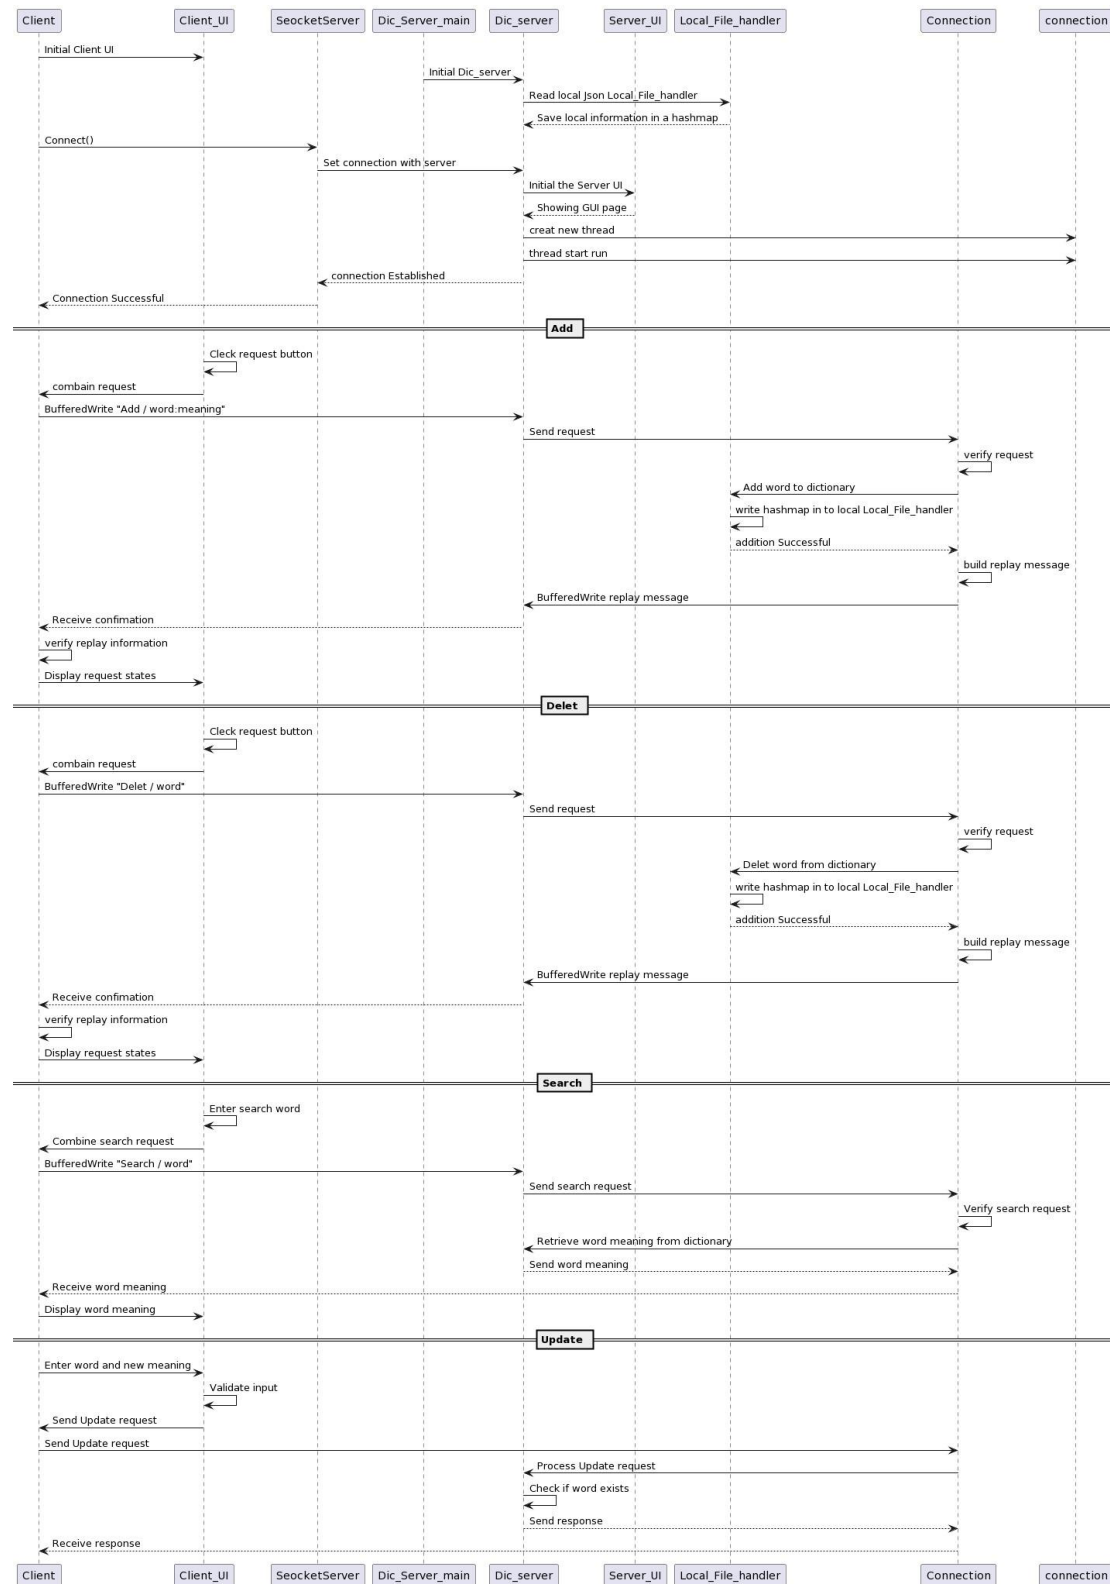 Client Client_UI SeocketServer Dic_Server_main Dic_server Server_UI Local_File_handler Connection connection
Initial Client UI
Initial Dic_server
Read local Json Local_File_handler
Save local information in a hashmap
Connect()
Set connection with server
Initial the Server UI
Showing GUI page
creat new thread
thread start run
connection Established
Connection Successful
Add
Cleck request button
combain request
BufferedWrite "Add / word:meaning"
Send request
verify request
Add word to dictionary
write hashmap in to local Local_File_handler
addition Successful
build replay message
BufferedWrite replay message
Receive confimation
verify replay information
Display request states
Delet
Cleck request button
combain request
BufferedWrite "Delet / word"
Send request
verify request
Delet word from dictionary
write hashmap in to local Local_File_handler
addition Successful
build replay message
BufferedWrite replay message
Receive confimation
verify replay information
Display request states
Search
Enter search word
Combine search request
BufferedWrite "Search / word"
Send search request
Verify search request
Retrieve word meaning from dictionary
Send word meaning
Receive word meaning
Display word meaning
Update
Enter word and new meaning
Validate input
Send Update request
Send Update request
Process Update request
Check if word exists
Send response
Receive response
Client Client_UI SeocketServer Dic_Server_main Dic_server Server_UI Local_File_handler Connection connection